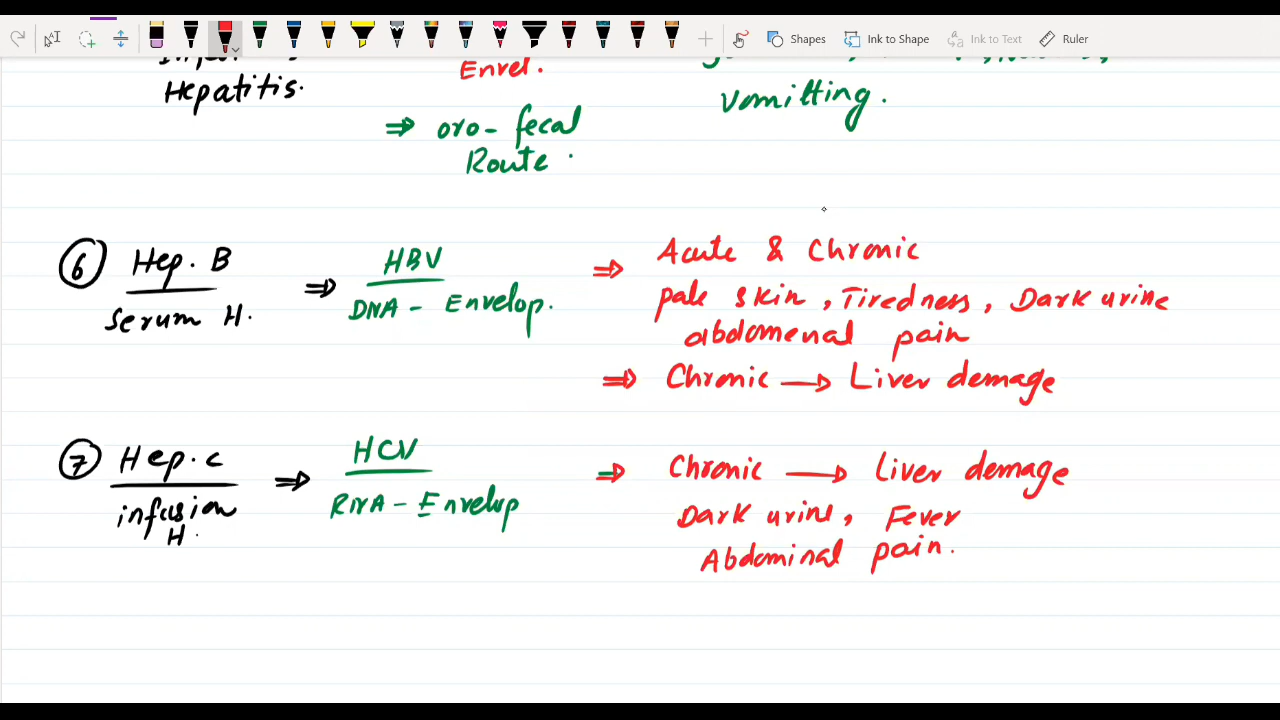 Shapes Ink to Shape Ink to Text Ruler
Hepatitis.
Envel.
vomitting.
⇒ oro-fecal
Route.
6 Hep. B ⇒ HBV ⇒ Acute & Chronic
Serum H. DNA - Envelop. pale skin, Tiredness, Dark urine
abdomenal pain
⇒ Chronic → Liver demage
7 Hep. C ⇒ HCV ⇒ Chronic → Liver demage
infusion RNA - Envelop Dark urine, Fever
H. Abdominal pain.